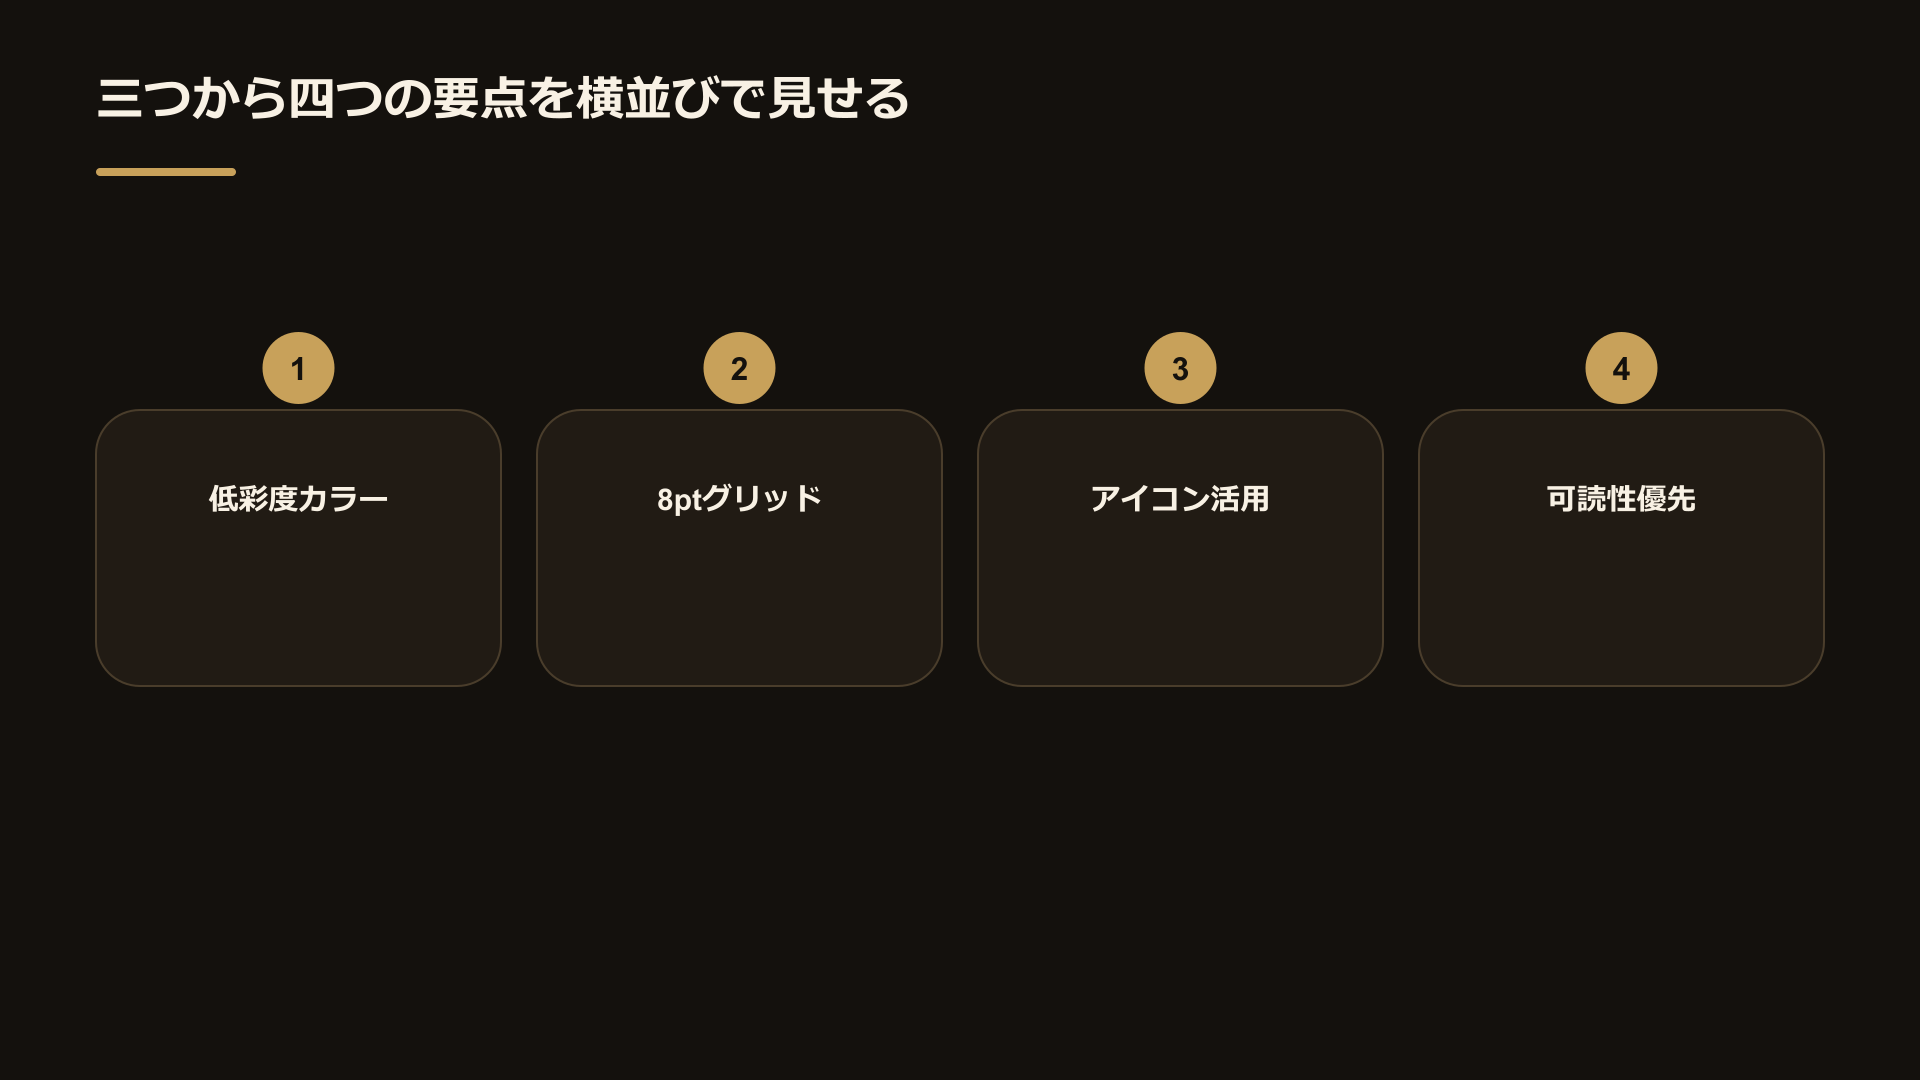 三つから四つの要点を横並びで見せる
1
2
3
4
低彩度カラー
8ptグリッド
アイコン活用
可読性優先